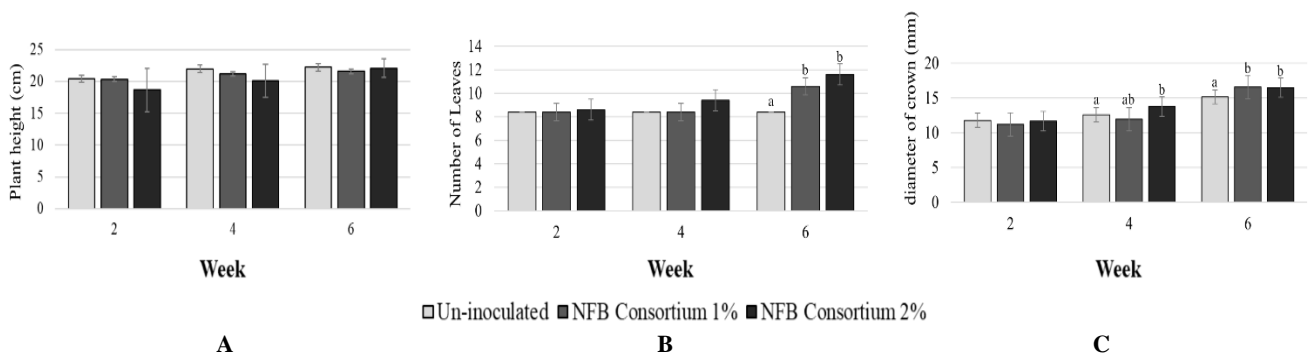 Plant height (cm)
25
20
15
10
5
0
2 4 6
Week
Number of Leaves
14
12
10
8
6
4
2
0
a b b
2 4 6
Week
diameter of crown (mm)
25
20
15
10
5
0
a ab b a b b
2 4 6
Week
Un-inoculated NFB Consortium 1% NFB Consortium 2%
A B C